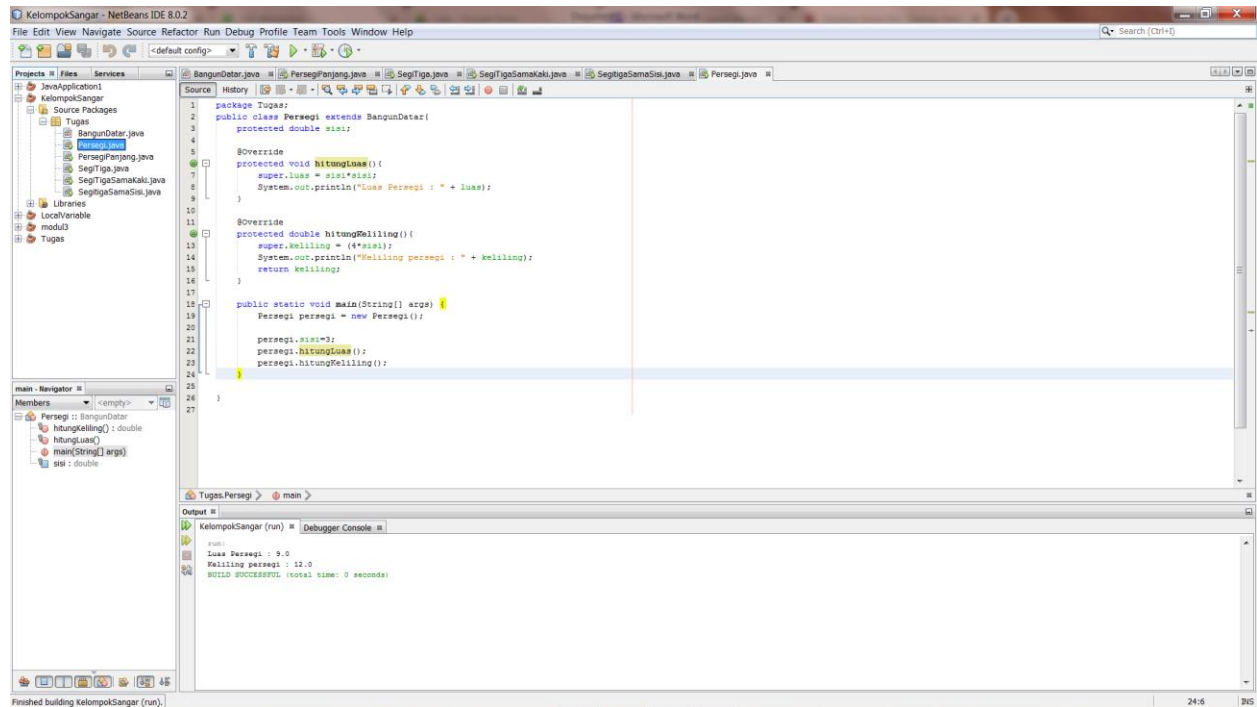 KelompokSangar - NetBeans IDE 8.0.2
File Edit View Navigate Source Refactor Run Debug Profile Team Tools Window Help
Search (Ctrl+I)
<default config>
Projects Files Services
BangunDatar.java PersegiPanjang.java SegiTiga.java SegiTigaSamaKaki.java SegitigaSamaSisi.java Persegi.java
JavaApplication1
KelompokSangar
Source Packages
Tugas
BangunDatar.java
Persegi.java
PersegiPanjang.java
SegiTiga.java
SegiTigaSamaKaki.java
SegitigaSamaSisi.java
Libraries
LocalVariable
modul3
Tugas
Source History
1 package Tugas;
2 public class Persegi extends BangunDatar{
3 protected double sisi;
4
5 @Override
protected void hitungLuas(){
7 super.luas = sisi*sisi;
8 System.out.println("Luas Persegi : " + luas);
9 }
10
11 @Override
protected double hitungKeliling(){
13 super.keliling = (4*sisi);
14 System.out.println("Keliling persegi : " + keliling);
15 return keliling;
16 }
17
18 public static void main(String[] args) {
19 Persegi persegi = new Persegi();
20
21 persegi.sisi=3;
22 persegi.hitungLuas();
23 persegi.hitungKeliling();
24 }
25
26 }
27
main - Navigator
Members <empty>
Persegi :: BangunDatar
hitungKeliling() : double
hitungLuas()
main(String[] args)
sisi : double
Tugas.Persegi main
Output
KelompokSangar (run) Debugger Console
run:
Luas Persegi : 9.0
Keliling persegi : 12.0
BUILD SUCCESSFUL (total time: 0 seconds)
Finished building KelompokSangar (run).
24:6 INS